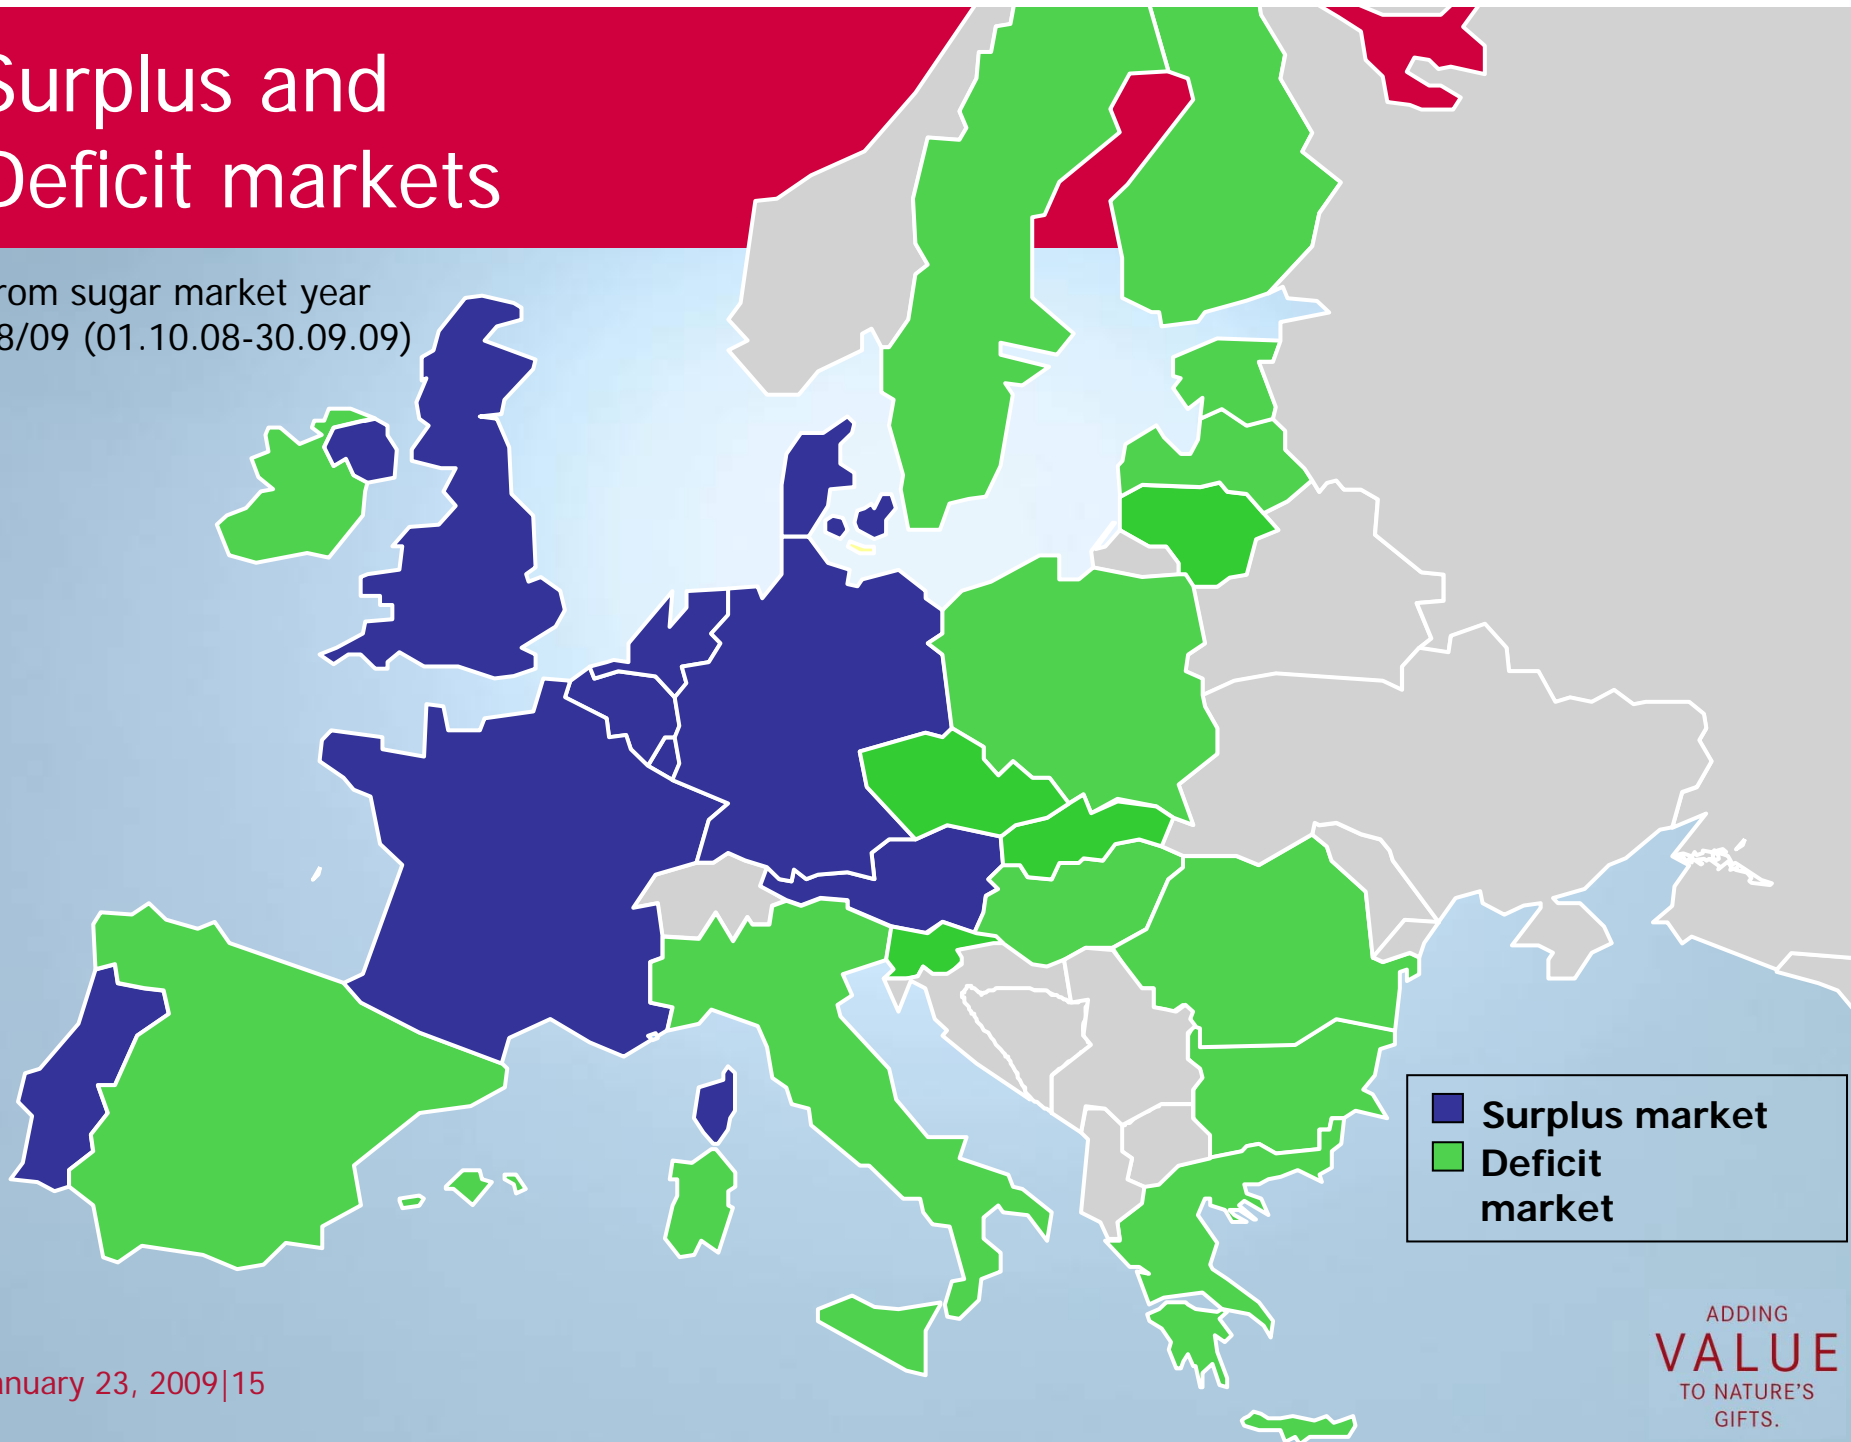 Surplus and
Deficit markets
rom sugar market year
8/09 (01.10.08-30.09.09)
Surplus market
Deficit
market
ADDING
VALUE
TO NATURE'S
GIFTS.
nuary 23, 2009|15